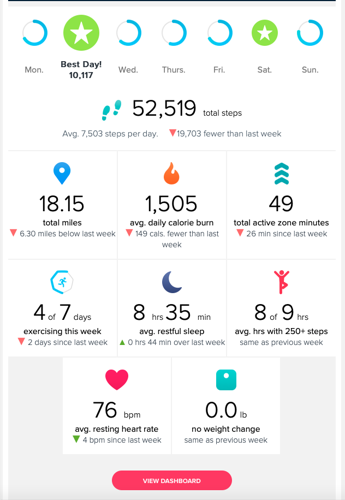 Best Day!
10,117
Mon. Wed. Thurs. Fri. Sat. Sun.
52,519 total steps
Avg. 7,503 steps per day. ▼19,703 fewer than last week
18.15
total miles
▼ 6.30 miles below last week
1,505
avg. daily calorie burn
▼ 149 cals. fewer than last
week
49
total active zone minutes
▼ 26 min since last week
4 of 7 days
exercising this week
▼ 2 days since last week
8 hrs 35 min
avg. restful sleep
▲ 0 hrs 44 min over last week
8 of 9 hrs
avg. hrs with 250+ steps
same as previous week
76 bpm
avg. resting heart rate
▼ 4 bpm since last week
0.0 lb
no weight change
same as previous week
VIEW DASHBOARD